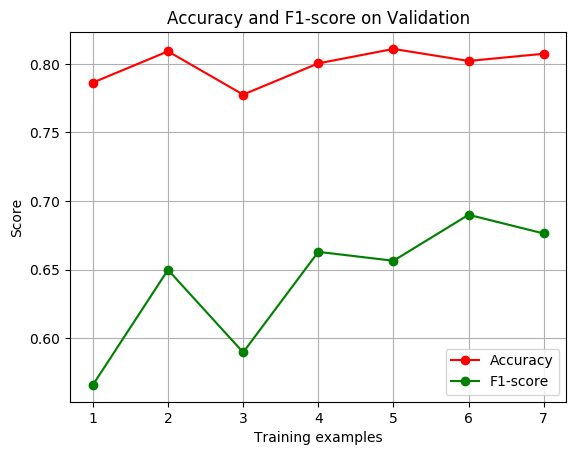 Accuracy and F1-score on Validation
Score
0.80
0.75
0.70
0.65
0.60
Accuracy
F1-score
1 2 3 4 5 6 7
Training examples